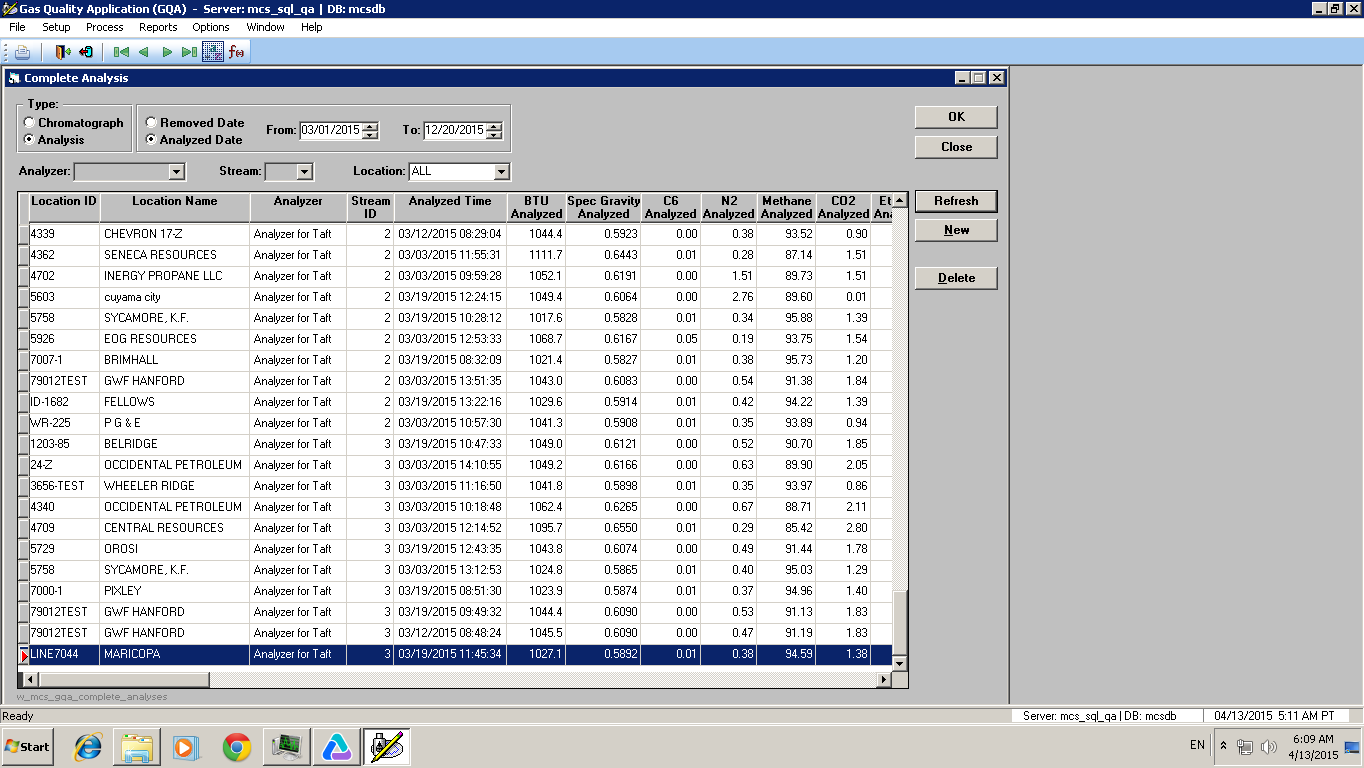 Gas Quality Application (GQA) - Server: mcs_sql_qa | DB: mcsdb
File Setup Process Reports Options Window Help
Complete Analysis
Type:
Chromatograph
Analysis
Removed Date
Analyzed Date
From: 03/01/2015 To: 12/20/2015
OK
Close
Analyzer: Stream: Location: ALL
Refresh
New
Delete
Location ID Location Name Analyzer Stream ID Analyzed Time BTU Analyzed Spec Gravity Analyzed C6 Analyzed N2 Analyzed Methane Analyzed CO2 Analyzed Et Ana
4339 CHEVRON 17-Z Analyzer for Taft 2 03/12/2015 08:29:04 1044.4 0.5923 0.00 0.38 93.52 0.90
4362 SENECA RESOURCES Analyzer for Taft 2 03/03/2015 11:55:31 1111.7 0.6443 0.01 0.28 87.14 1.51
4702 INERGY PROPANE LLC Analyzer for Taft 2 03/03/2015 09:59:28 1052.1 0.6191 0.00 1.51 89.73 1.51
5603 cuyama city Analyzer for Taft 2 03/19/2015 12:24:15 1049.4 0.6064 0.00 2.76 89.60 0.01
5758 SYCAMORE, K.F. Analyzer for Taft 2 03/19/2015 10:28:12 1017.6 0.5828 0.01 0.34 95.88 1.39
5926 EOG RESOURCES Analyzer for Taft 2 03/03/2015 12:53:33 1068.7 0.6167 0.05 0.19 93.75 1.54
7007-1 BRIMHALL Analyzer for Taft 2 03/19/2015 08:32:09 1021.4 0.5827 0.01 0.38 95.73 1.20
79012TEST GWF HANFORD Analyzer for Taft 2 03/03/2015 13:51:35 1043.0 0.6083 0.00 0.54 91.38 1.84
ID-1682 FELLOWS Analyzer for Taft 2 03/19/2015 13:22:16 1029.6 0.5914 0.01 0.42 94.22 1.39
WR-225 P G & E Analyzer for Taft 2 03/03/2015 10:57:30 1041.3 0.5908 0.01 0.35 93.89 0.94
1203-85 BELRIDGE Analyzer for Taft 3 03/19/2015 10:47:33 1049.0 0.6121 0.00 0.52 90.70 1.85
24-Z OCCIDENTAL PETROLEUM Analyzer for Taft 3 03/03/2015 14:10:55 1049.2 0.6166 0.00 0.63 89.90 2.05
3656-TEST WHEELER RIDGE Analyzer for Taft 3 03/03/2015 11:16:50 1041.8 0.5898 0.01 0.35 93.97 0.86
4340 OCCIDENTAL PETROLEUM Analyzer for Taft 3 03/03/2015 10:18:48 1062.4 0.6265 0.00 0.67 88.71 2.11
4709 CENTRAL RESOURCES Analyzer for Taft 3 03/03/2015 12:14:52 1095.7 0.6550 0.01 0.29 85.42 2.80
5729 OROSI Analyzer for Taft 3 03/19/2015 12:43:35 1043.8 0.6074 0.00 0.49 91.44 1.78
5758 SYCAMORE, K.F. Analyzer for Taft 3 03/03/2015 13:12:53 1024.8 0.5865 0.01 0.40 95.03 1.29
7000-1 PIXLEY Analyzer for Taft 3 03/19/2015 08:51:30 1023.9 0.5874 0.01 0.37 94.96 1.40
79012TEST GWF HANFORD Analyzer for Taft 3 03/19/2015 09:49:32 1044.4 0.6090 0.00 0.53 91.13 1.83
79012TEST GWF HANFORD Analyzer for Taft 3 03/12/2015 08:48:24 1045.5 0.6090 0.00 0.47 91.19 1.83
LINE7044 MARICOPA Analyzer for Taft 3 03/19/2015 11:45:34 1027.1 0.5892 0.01 0.38 94.59 1.38
w_mcs_gqa_complete_analyses
Ready Server: mcs_sql_qa | DB: mcsdb 04/13/2015 5:11 AM PT
Start EN 6:09 AM
4/13/2015